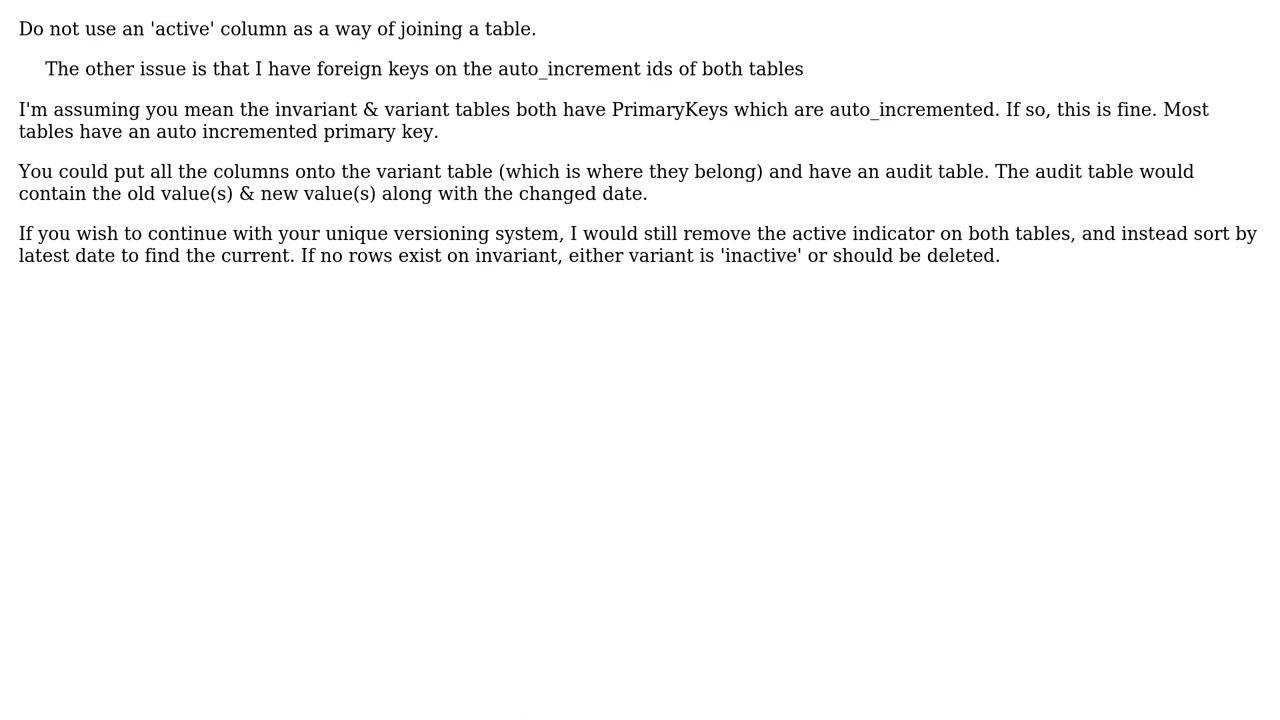 Do not use an 'active' column as a way of joining a table.
The other issue is that I have foreign keys on the auto_increment ids of both tables
I'm assuming you mean the invariant & variant tables both have PrimaryKeys which are auto_incremented. If so, this is fine. Most
tables have an auto incremented primary key.
You could put all the columns onto the variant table (which is where they belong) and have an audit table. The audit table would
contain the old value(s) & new value(s) along with the changed date.
If you wish to continue with your unique versioning system, I would still remove the active indicator on both tables, and instead sort by
latest date to find the current. If no rows exist on invariant, either variant is 'inactive' or should be deleted.